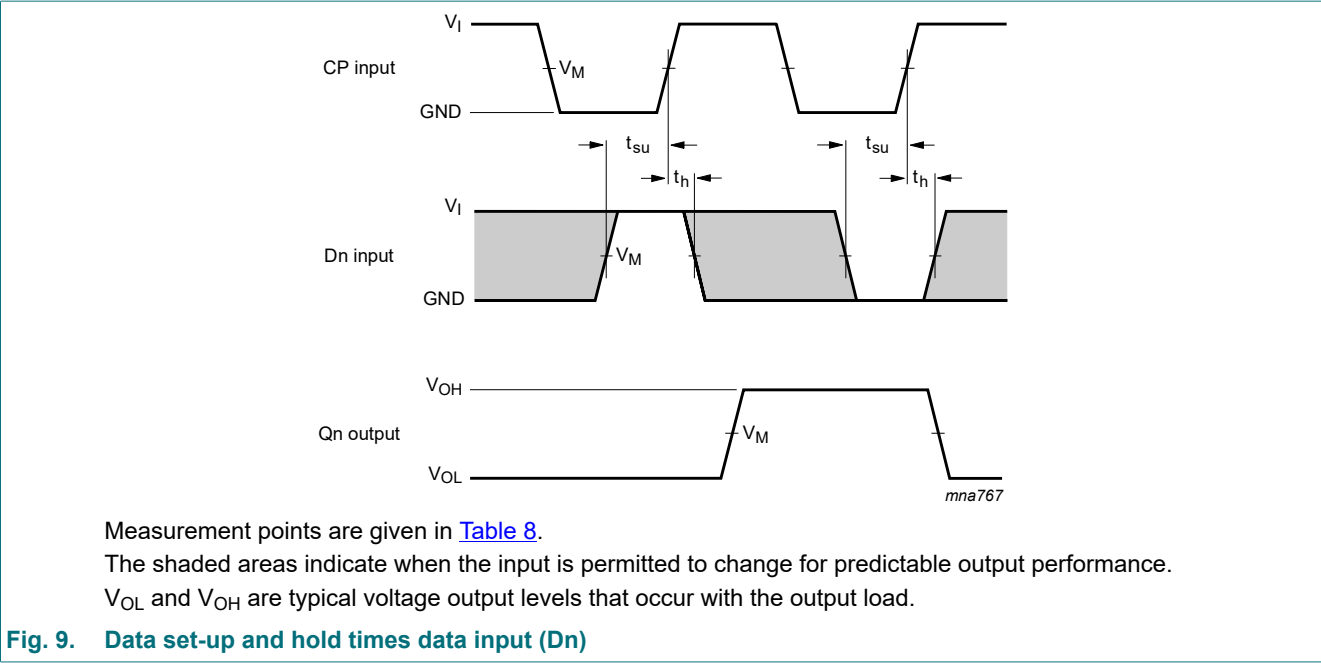 V_I
CP input
V_M
GND
t_su
t_su
t_h
t_h
V_I
Dn input
V_M
GND
V_OH
Qn output
V_M
V_OL
mna767
Measurement points are given in Table 8.
The shaded areas indicate when the input is permitted to change for predictable output performance.
V_OL and V_OH are typical voltage output levels that occur with the output load.
Fig. 9. Data set-up and hold times data input (Dn)